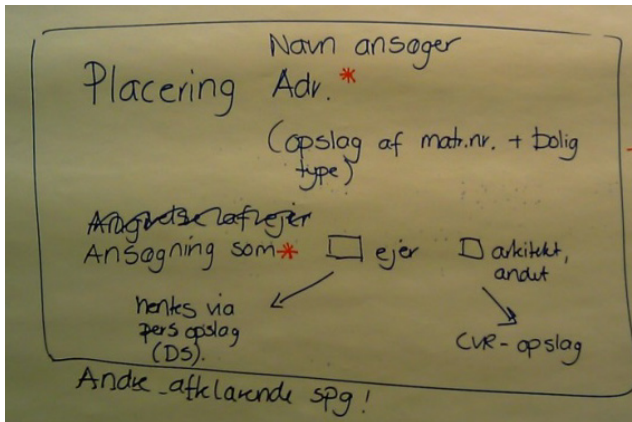 Navn ansøger
Placering Adr.*
(opslag af matr.nr. + bolig
type)
Ansøgning som* ejer arkitekt,
andet
hentes via
pers opslag
(DS).
CVR-opslag
Andre afklarende spg!